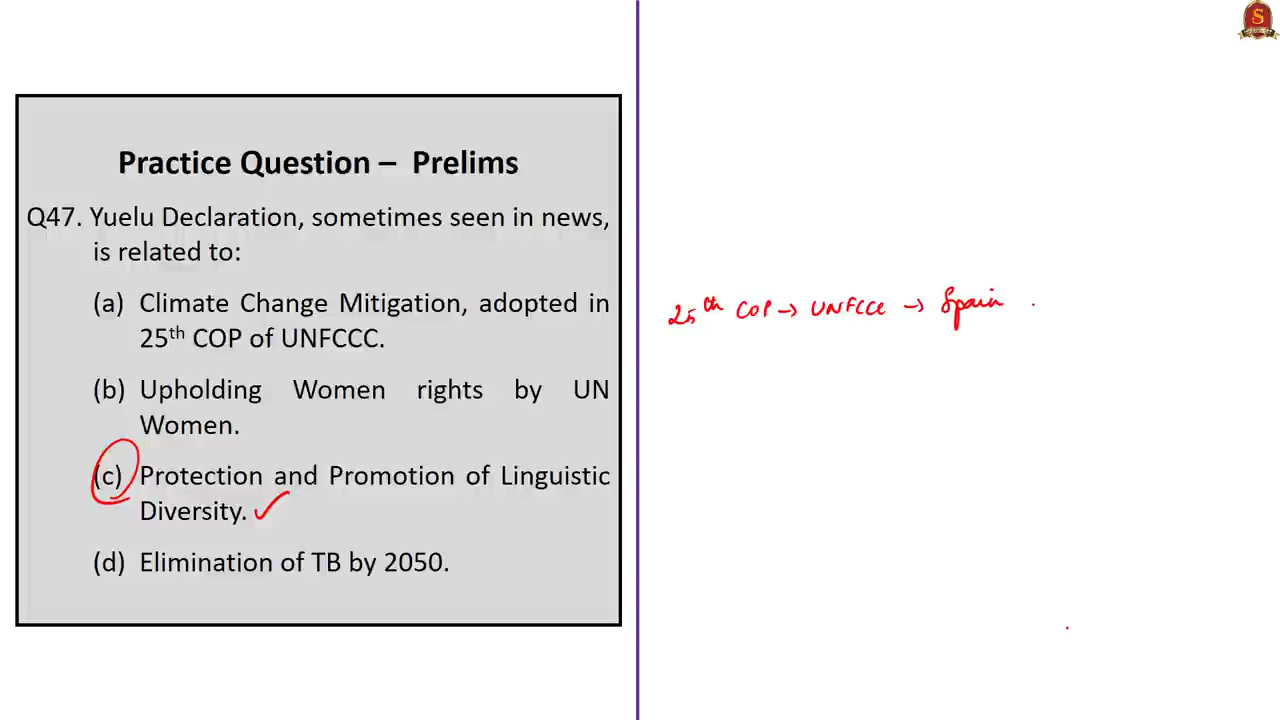 Practice Question – Prelims
Q47. Yuelu Declaration, sometimes seen in news,
is related to:
(a) Climate Change Mitigation, adopted in
25th COP of UNFCCC.
(b) Upholding Women rights by UN
Women.
(c) Protection and Promotion of Linguistic
Diversity.
(d) Elimination of TB by 2050.
25th COP → UNFCCC → Spain
S